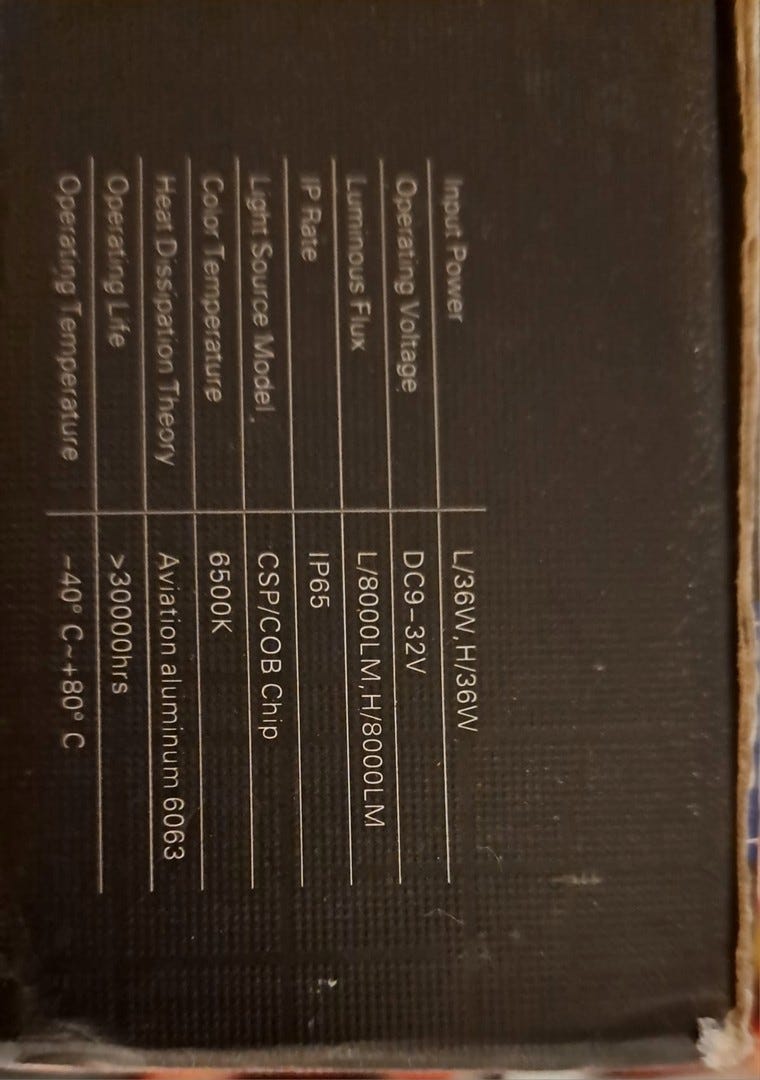 Input Power L/36W,H/36W
Operating Voltage DC9-32V
Luminous Flux L/8000LM,H/8000LM
IP Rate IP65
Light Source Model. CSP/COB Chip
Color Temperature 6500K
Heat Dissipation Theory Aviation aluminum 6063
Operating Life >30000hrs
Operating Temperature -40° C~+80° C